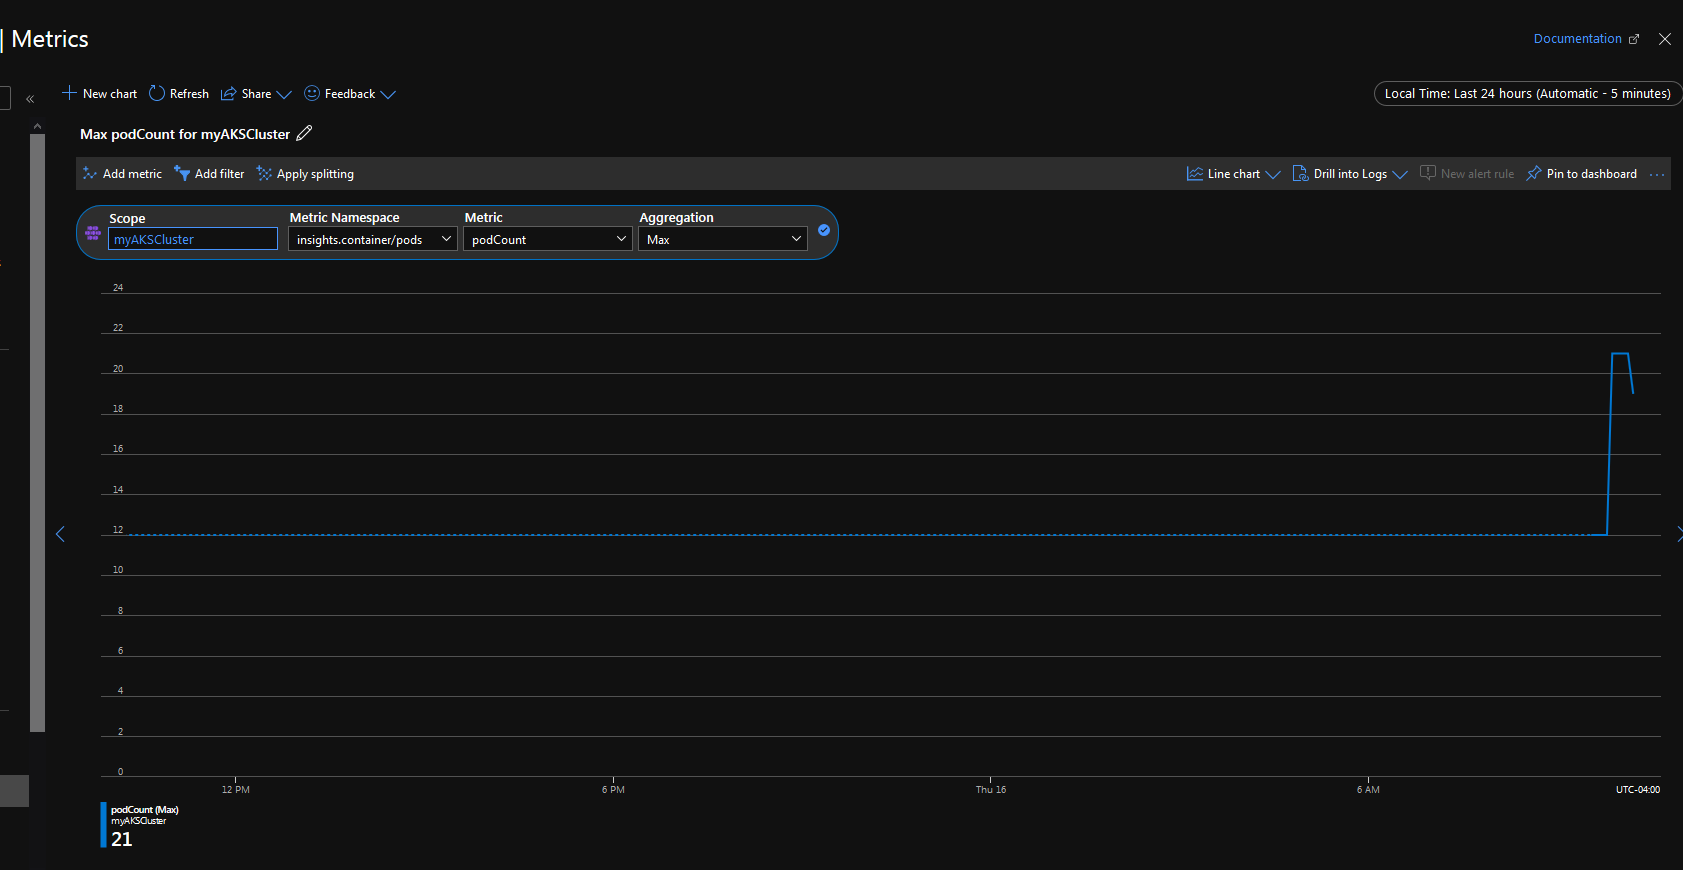 Metrics
Documentation
«
New chart
Refresh
Share
Feedback
Local Time: Last 24 hours (Automatic - 5 minutes)
Max podCount for myAKSCluster
Add metric
Add filter
Apply splitting
Line chart
Drill into Logs
New alert rule
Pin to dashboard
...
Scope
Metric Namespace
Metric
Aggregation
myAKSCluster
insights.container/pods
podCount
Max
24
22
20
18
16
14
12
10
8
6
4
2
0
12 PM
6 PM
Thu 16
6 AM
UTC-04:00
podCount (Max)
myAKSCluster
21